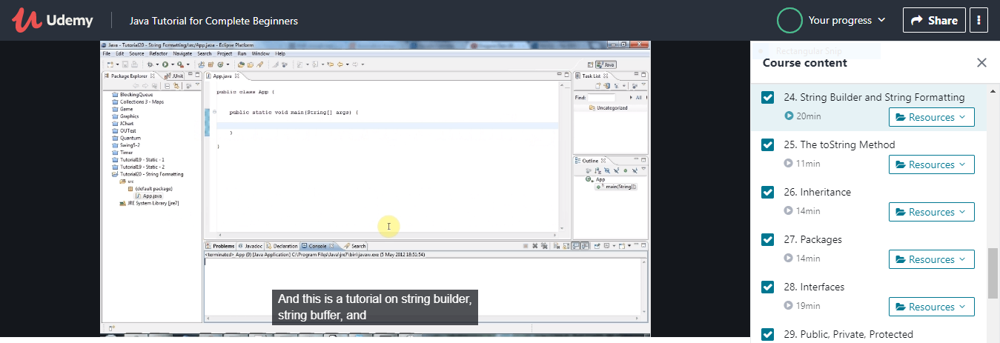 Udemy
Java Tutorial for Complete Beginners
Your progress
Share
Java - Tutorial20 - String Formatting/src/App.java - Eclipse Platform
File Edit Source Refactor Navigate Search Project Run Window Help
Java
Package Explorer
JUnit
BlockingQueue
Collections 3 - Maps
Game
Graphics
JChart
OUTest
Quantum
Swing5-2
Timer
Tutorial19 - Static - 1
Tutorial19 - Static - 2
Tutorial20 - String Formatting
src
(default package)
App.java
JRE System Library [jre7]
App.java
public class App {
public static void main(String[] args) {
}
}
Task List
Find:
All
Uncategorized
Outline
App
main(String[])
Problems Javadoc Declaration Console Search
<terminated> App (9) [Java Application] C:\Program Files\Java\jre7\bin\javaw.exe (5 May 2012 18:51:54)
And this is a tutorial on string builder,
string buffer, and
Rectangular Snip
Course content
24. String Builder and String Formatting
20min
Resources
25. The toString Method
11min
Resources
26. Inheritance
14min
Resources
27. Packages
14min
Resources
28. Interfaces
19min
Resources
29. Public, Private, Protected